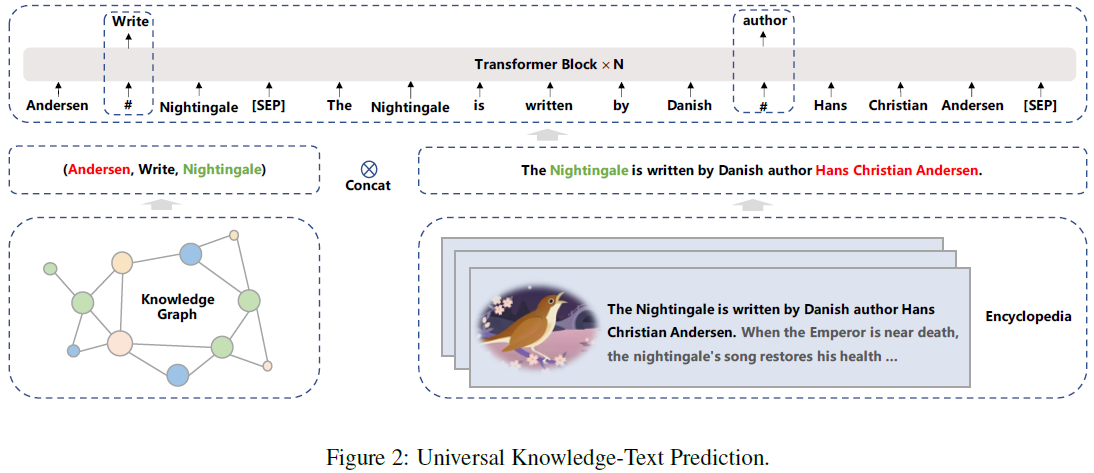 Write author
Transformer Block × N
Andersen # Nightingale [SEP] The Nightingale is written by Danish # Hans Christian Andersen [SEP]
(Andersen, Write, Nightingale)
Concat
The Nightingale is written by Danish author Hans Christian Andersen.
Knowledge
Graph
The Nightingale is written by Danish author Hans
Christian Andersen. When the Emperor is near death,
the nightingale's song restores his health ...
Encyclopedia
Figure 2: Universal Knowledge-Text Prediction.